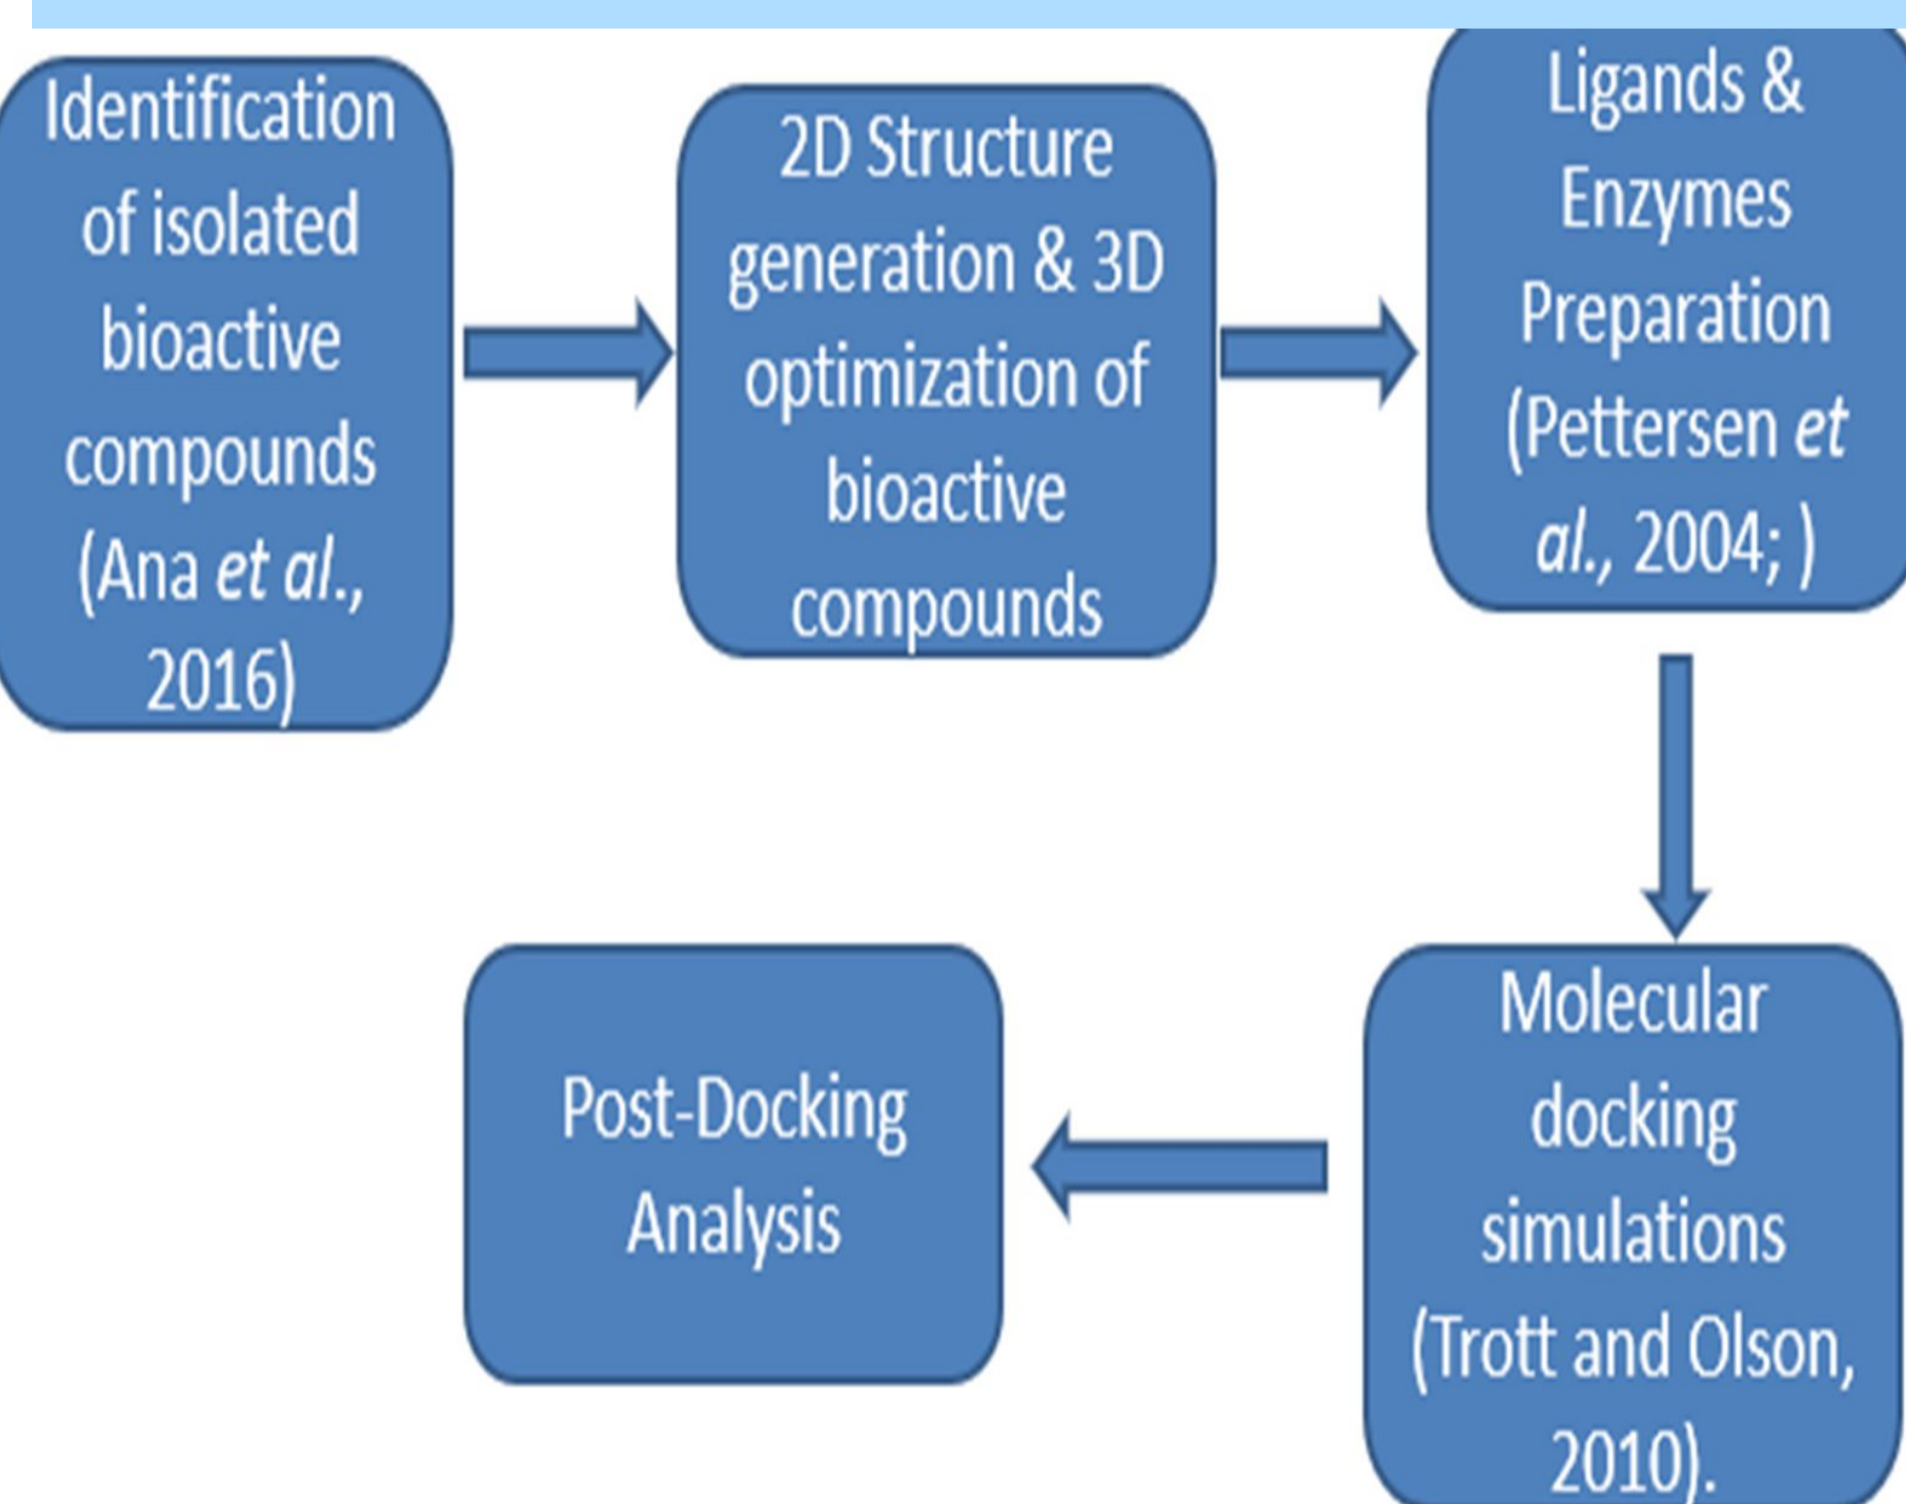 Identification
of isolated
bioactive
compounds
(Ana et al.,
2016)
2D Structure
generation & 3D
optimization of
bioactive
compounds
Ligands &
Enzymes
Preparation
(Pettersen et
al., 2004; )
Molecular
docking
simulations
(Trott and Olson,
2010).
Post-Docking
Analysis